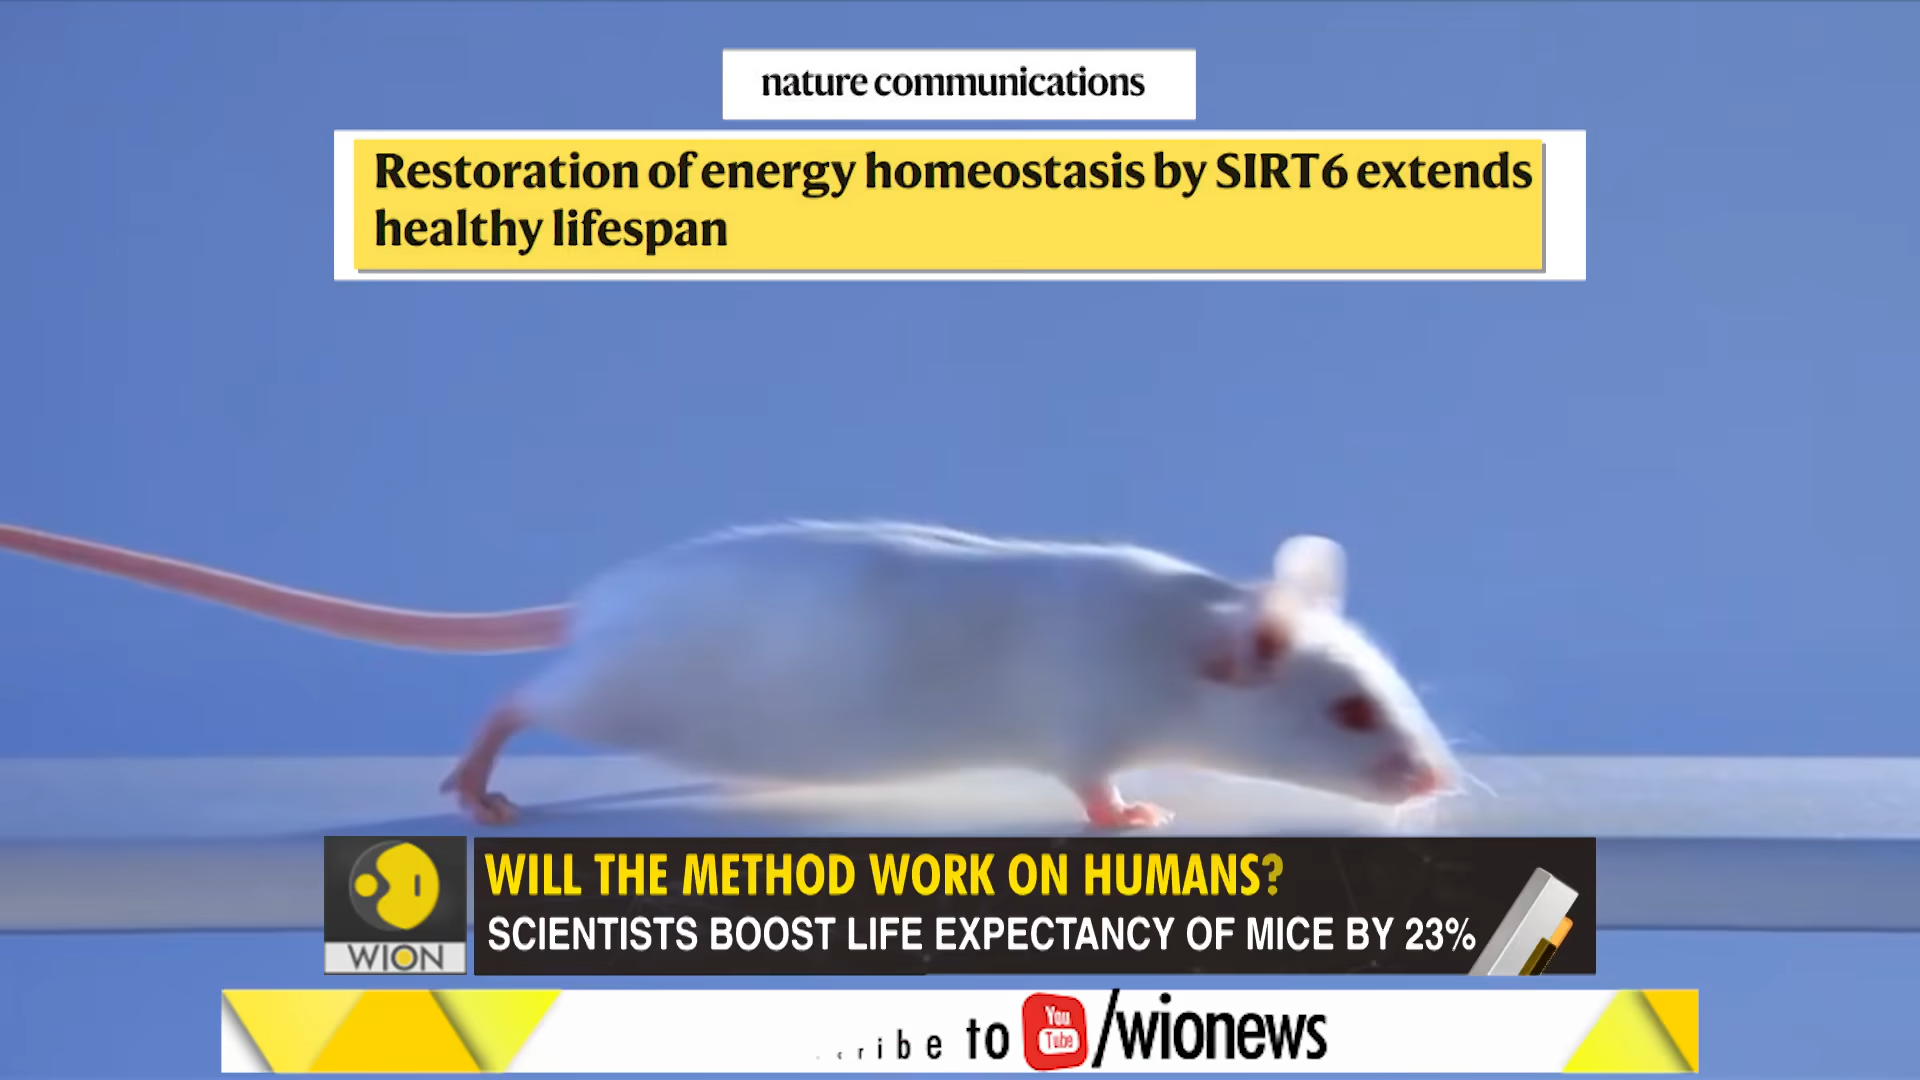 nature communications
Restoration of energy homeostasis by SIRT6 extends
healthy lifespan
WILL THE METHOD WORK ON HUMANS?
SCIENTISTS BOOST LIFE EXPECTANCY OF MICE BY 23%
WION
ribe to You Tube /wionews